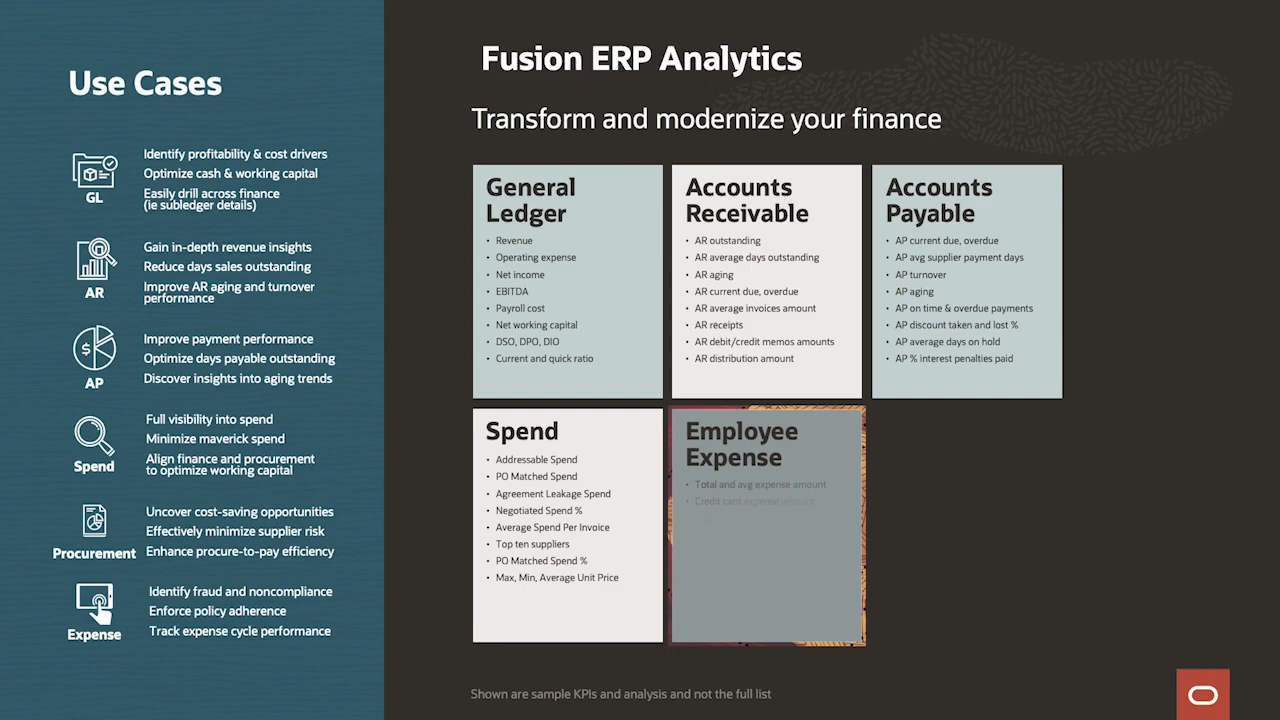 Use Cases
GL
Identify profitability & cost drivers
Optimize cash & working capital
Easily drill across finance
(ie subledger details)
AR
Gain in-depth revenue insights
Reduce days sales outstanding
Improve AR aging and turnover
performance
AP
Improve payment performance
Optimize days payable outstanding
Discover insights into aging trends
Spend
Full visibility into spend
Minimize maverick spend
Align finance and procurement
to optimize working capital
Procurement
Uncover cost-saving opportunities
Effectively minimize supplier risk
Enhance procure-to-pay efficiency
Expense
Identify fraud and noncompliance
Enforce policy adherence
Track expense cycle performance
Fusion ERP Analytics
Transform and modernize your finance
General
Ledger
• Revenue
• Operating expense
• Net income
• EBITDA
• Payroll cost
• Net working capital
• DSO, DPO, DIO
• Current and quick ratio
Accounts
Receivable
• AR outstanding
• AR average days outstanding
• AR aging
• AR current due, overdue
• AR average invoices amount
• AR receipts
• AR debit/credit memos amounts
• AR distribution amount
Accounts
Payable
• AP current due, overdue
• AP avg supplier payment days
• AP turnover
• AP aging
• AP on time & overdue payments
• AP discount taken and lost %
• AP average days on hold
• AP % interest penalties paid
Spend
• Addressable Spend
• PO Matched Spend
• Agreement Leakage Spend
• Negotiated Spend %
• Average Spend Per Invoice
• Top ten suppliers
• PO Matched Spend %
• Max, Min, Average Unit Price
Employee
Expense
• Total and avg expense amount
• Credit card expense amount
Shown are sample KPIs and analysis and not the full list